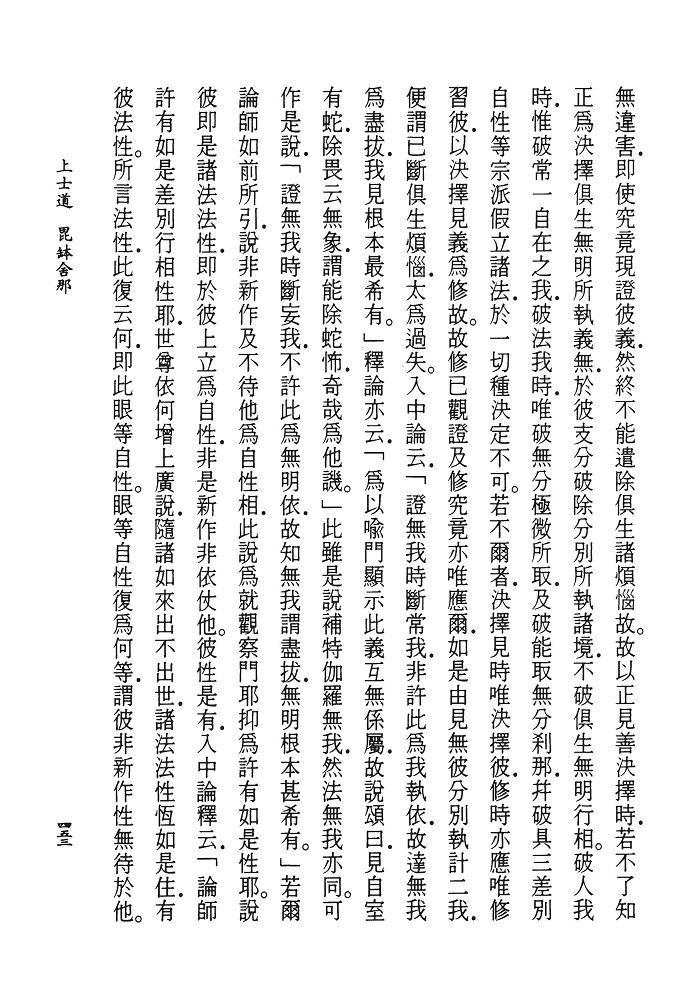 無違害．即使究竟現證彼義．然終不能遣除俱生諸煩惱故。故以正見善決擇時．若不了知
正爲決擇俱生無明所執義．無於彼支分破除分別所執諸境．不破俱生無明行相。破人我
時．惟破常一自在之我．破法我時．唯破無分極微所取．及破能取無分剎那．幷破具三差別
自性等宗派假立諸法．於一切種決定不可。若不爾者．決擇見時唯決擇彼．修時亦應唯修
習彼．以決擇見義爲修故。故修已觀證及修究竟亦唯應爾．如是由見無彼分別執計二我．
便謂已斷俱生煩惱．太爲過失。入中論云．「證無我時斷常我．非許此爲我執依．故達無我
爲盡拔．我見根本最希有。」釋論亦云．「爲以喩門顯示此義互無係屬．故說頌曰．見自室
有蛇．除畏云無象．謂能除蛇怖．奇哉爲他譏。」此雖是說補特伽羅無我．然法無我亦同。可
作是說．「證無我時斷妄我．不許此爲無明依．故知無我謂盡拔．無明根本甚希有。」若爾
論師如前所引．說非新作及不待他爲自性相．此說爲就觀察門耶．抑爲許有如是性耶。說
彼即是諸法法性．即於彼上立爲自性．非是新作非依仗他。彼性是有．入中論釋云．「論師
許有如是差別行相性耶．世尊依何增上廣說．隨諸如來出不出世．諸法法性恆如是住．有
彼法性。所言法性．此復云何．即此眼等自性。眼等自性復爲何等．謂彼非新作性無待於他。
上士道　毘鉢舍那
四五三